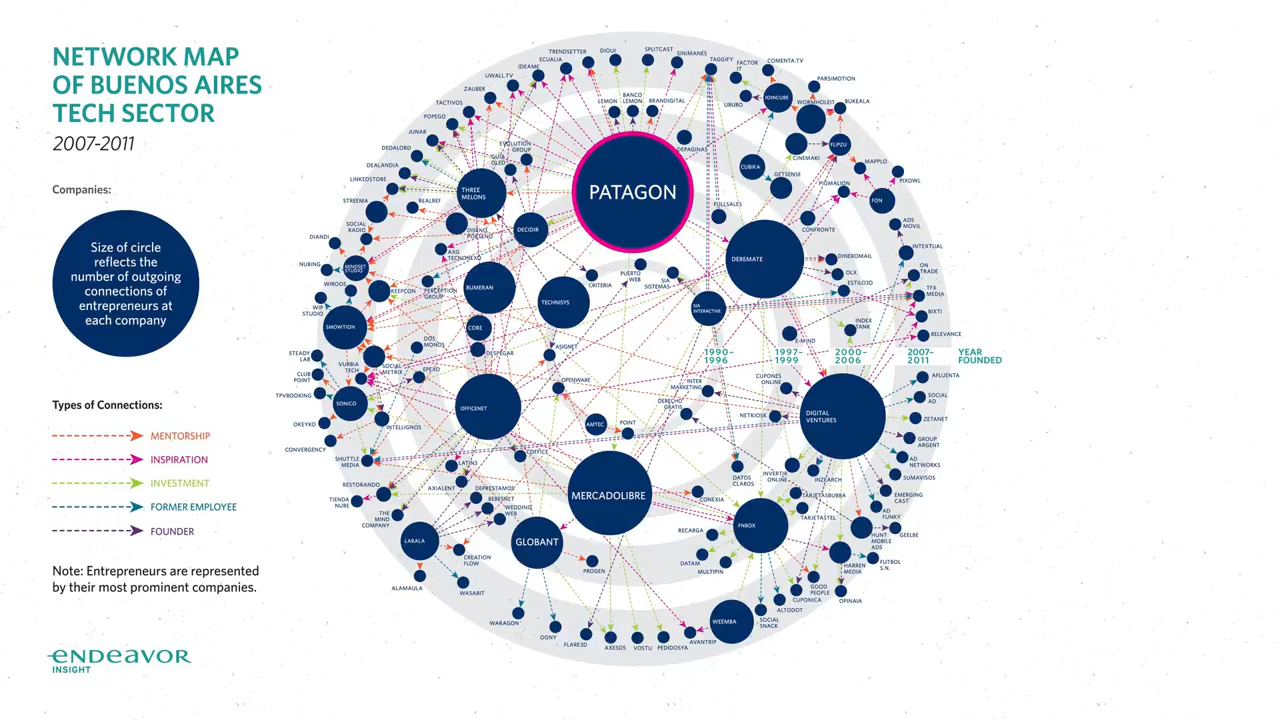 NETWORK MAP
OF BUENOS AIRES
TECH SECTOR
2007-2011
Companies:
Size of circle
reflects the
number of outgoing
connections of
entrepreneurs at
each company
Types of Connections:
MENTORSHIP
INSPIRATION
INVESTMENT
FORMER EMPLOYEE
FOUNDER
Note: Entrepreneurs are represented
by their most prominent companies.
ENDEAVOR
INSIGHT
TRENDSETTER
DIOUI
SPLITCAST
SINIMANES
ECUALIA
IDEAME
UWALL.TV
ZAUBER
TACTIVOS
POPEGO
JUNAR
DEDALORD
DEALANDIA
LINKEDSTORE
STREEMA
REALREF
SOCIAL
RADIO
DIANDI
MINDSET
STUDIO
NUBING
WIROOS
WIP
STUDIO
KEEPCON
SMOWTION
STEADY
LAB
VURBIA
TECH
SOCIAL
METRIX
CLUB
POINT
TPVBOOKING
SONICO
OKEYKO
INTELLIGNOS
CONVERGENCY
SHUTTLE
MEDIA
RESTORANDO
TIENDA
NUBE
THE
MIND
COMPANY
LARALA
ALAMAULA
CREATION
FLOW
WASABIT
TAGGIFY
FACTOR
IT
COMENTA.TV
PARSIMOTION
JOINCUBE
WORMHOLEIT
BUKEALA
UBURO
LEMON
BANCO
LEMON
BRANDIGITAL
DEPAGINAS
PATAGON
EVOLUTION
GROUP
GUIA
OLEO
THREE
MELONS
DISEÑO
PORTEÑO
DECIDIR
AXG
TECNONEXO
PERCEPTION
GROUP
BUMERAN
CORE
DESPEGAR
DOS
MONOS
EPEXO
TECHNISYS
CRITERIA
PUERTO
WEB
SIA
SISTEMAS
SIA
INTERACTIVE
ASIGNET
OPENWARE
OFFICENET
AMTEC
POINT
COFFICE
LATIN3
AXIALENT
DEPRESTAMOS
BEBESNET
WEDDING
WEB
GLOBANT
PROGEN
MERCADOLIBRE
CONEXIA
CINEMAKI
FLIPZU
CUBIKA
GETSENSE
MAPPLO
PIGMALION
PIXOWL
FON
FULLSALES
CONFRONTE
ADS
MOVIL
DEREMATE
DINEROMAIL
OLX
ESTILO3D
INTEXTUAL
ON
TRADE
TFX
MEDIA
BIXTI
INDEX
TANK
E-MIND
RELEVANCE
1990-
1996
1997-
1999
2000-
2006
2007-
2011
YEAR
FOUNDED
INTER
MARKETING
CUPONES
ONLINE
DERECHO
GRATIS
NETKIOSK
DIGITAL
VENTURES
AFLUENTA
SOCIAL
AD
ZETANET
GROUP
ARGENT
AD
NETWORKS
SUMAVISOS
EMERGING
CAST
AD
FUNKY
GEELBE
HUNT
MOBILE
ADS
DATOS
CLAROS
INVERTIR
ONLINE
INZEARCH
TARJETASBUBBA
TARJETASTEL
FNBOX
RECARGA
DATAM
MULTIPIN
HARREN
MEDIA
FUTBOL
S.N.
GOOD
PEOPLE
OPINAIA
CUPONICA
ALTODOT
SOCIAL
SNACK
WEEMBA
AVANTRIP
PEDIDOSYA
VOSTU
AXESOS
FLARE3D
OONY
WARAGON